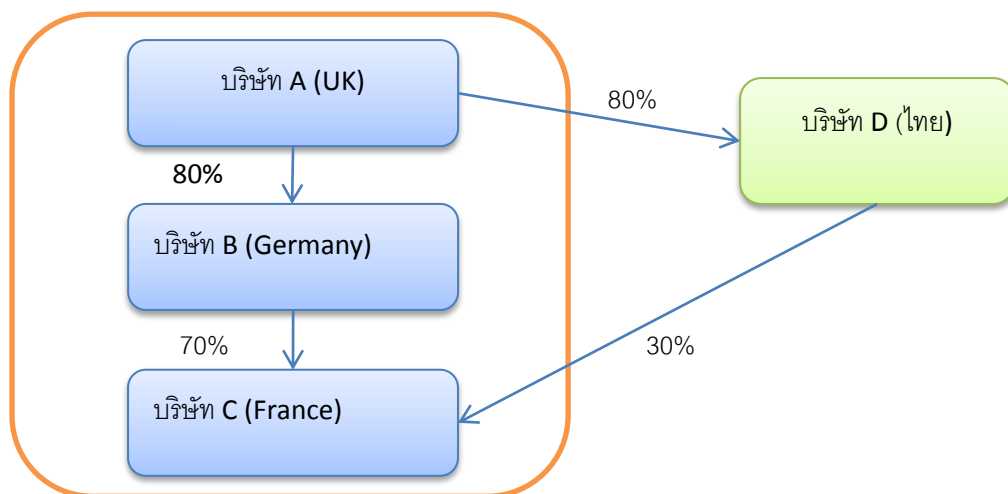 บริษัท A (UK)
80%
บริษัท D (ไทย)
80%
บริษัท B (Germany)
70%
30%
บริษัท C (France)